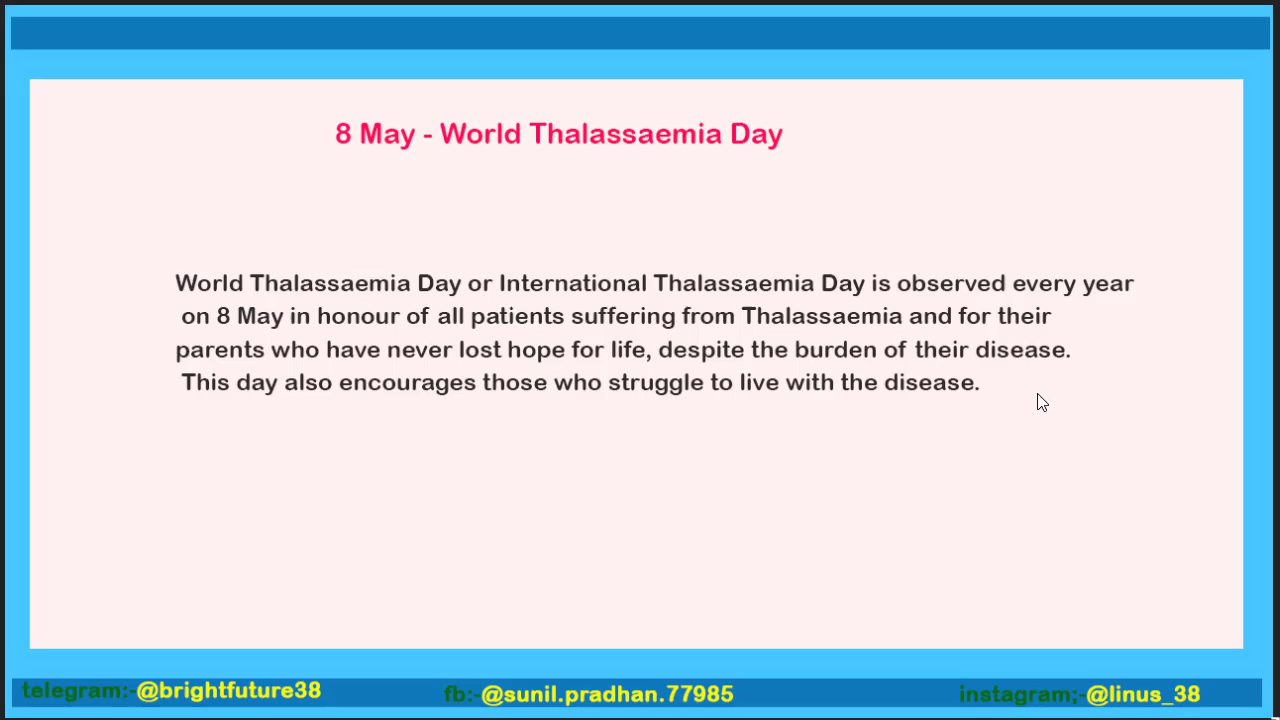 8 May - World Thalassaemia Day
World Thalassaemia Day or International Thalassaemia Day is observed every year
on 8 May in honour of all patients suffering from Thalassaemia and for their
parents who have never lost hope for life, despite the burden of their disease.
This day also encourages those who struggle to live with the disease.
telegram:-@brightfuture38 fb:-@sunil.pradhan.77985 instagram;-@linus_38